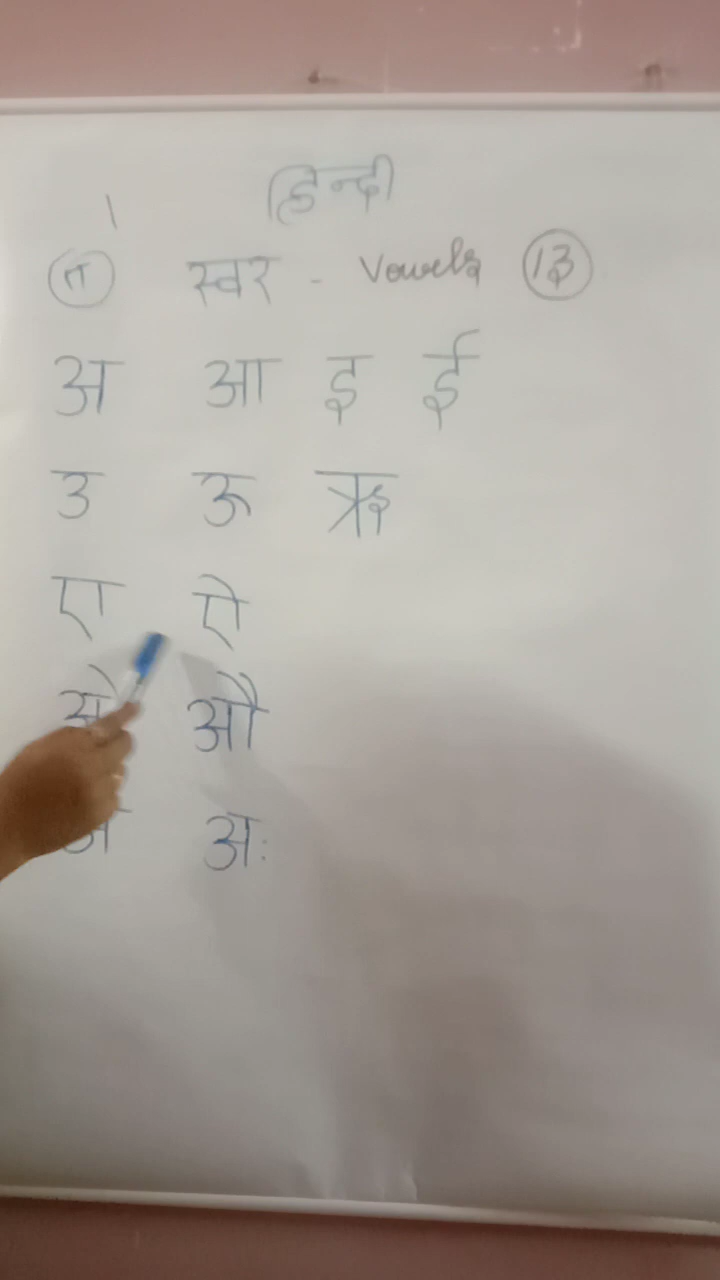 हिन्दी
स्वर - Vowels 13
अ आ इ ई
उ ऊ ऋ
ए ऐ
औ
अः